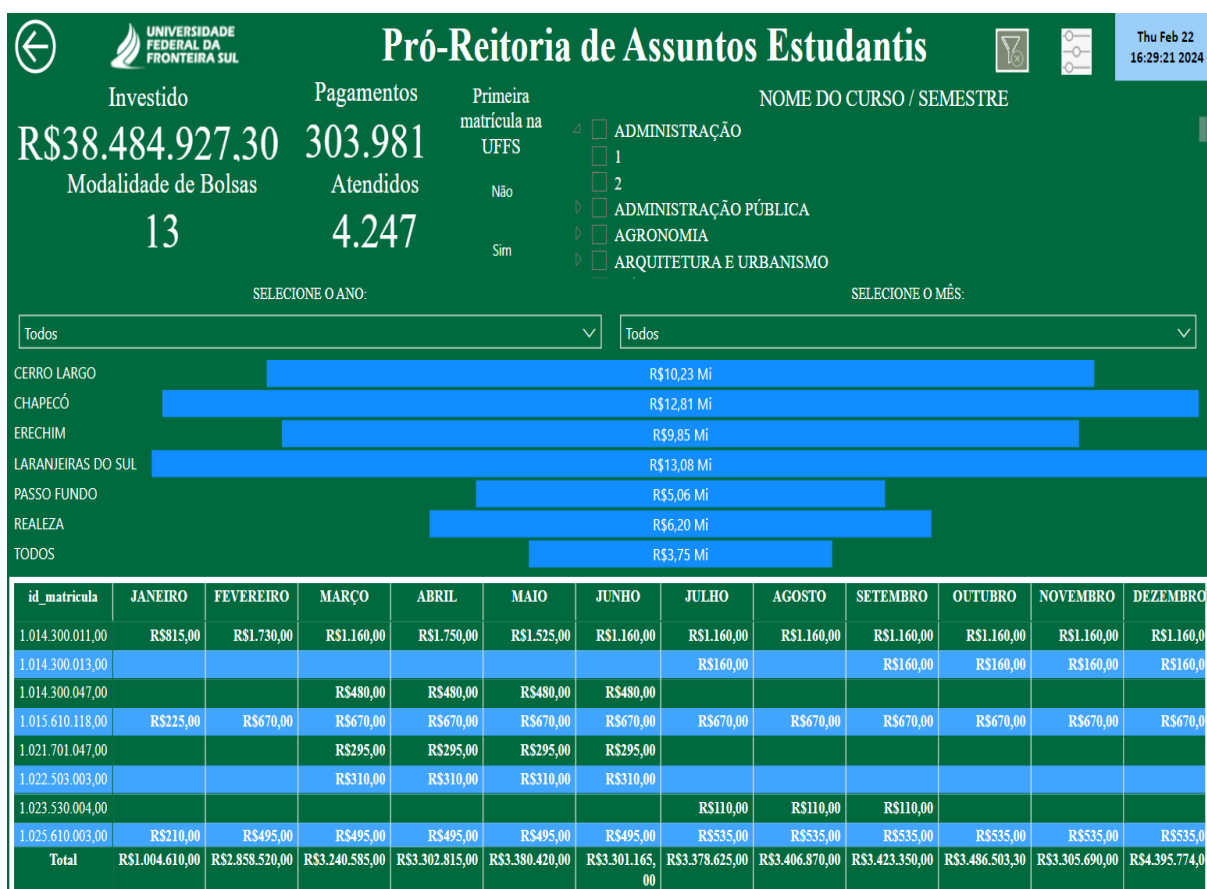 UNIVERSIDADE
FEDERAL DA
FRONTEIRA SUL
Pró-Reitoria de Assuntos Estudantis
Thu Feb 22
16:29:21 2024
Investido
R$38.484.927,30
Pagamentos
303.981
Modalidade de Bolsas
13
Atendidos
4.247
Primeira
matrícula na
UFFS
Não
Sim
NOME DO CURSO / SEMESTRE
ADMINISTRAÇÃO
1
2
ADMINISTRAÇÃO PÚBLICA
AGRONOMIA
ARQUITETURA E URBANISMO
SELECIONE O ANO:
Todos
SELECIONE O MÊS:
Todos
CERRO LARGO R$10,23 Mi
CHAPECÓ R$12,81 Mi
ERECHIM R$9,85 Mi
LARANJEIRAS DO SUL R$13,08 Mi
PASSO FUNDO R$5,06 Mi
REALEZA R$6,20 Mi
TODOS R$3,75 Mi
id_matricula JANEIRO FEVEREIRO MARÇO ABRIL MAIO JUNHO JULHO AGOSTO SETEMBRO OUTUBRO NOVEMBRO DEZEMBRO
1.014.300.011,00 R$815,00 R$1.730,00 R$1.160,00 R$1.750,00 R$1.525,00 R$1.160,00 R$1.160,00 R$1.160,00 R$1.160,00 R$1.160,00 R$1.160,00 R$1.160,0
1.014.300.013,00 R$160,00 R$160,00 R$160,00 R$160,00 R$160,0
1.014.300.047,00 R$480,00 R$480,00 R$480,00 R$480,00
1.015.610.118,00 R$225,00 R$670,00 R$670,00 R$670,00 R$670,00 R$670,00 R$670,00 R$670,00 R$670,00 R$670,00 R$670,00 R$670,0
1.021.701.047,00 R$295,00 R$295,00 R$295,00 R$295,00
1.022.503.003,00 R$310,00 R$310,00 R$310,00 R$310,00
1.023.530.004,00 R$110,00 R$110,00 R$110,00
1.025.610.003,00 R$210,00 R$495,00 R$495,00 R$495,00 R$495,00 R$495,00 R$535,00 R$535,00 R$535,00 R$535,00 R$535,00 R$535,0
Total R$1.004.610,00 R$2.858.520,00 R$3.240.585,00 R$3.302.815,00 R$3.380.420,00 R$3.301.165, R$3.378.625,00 R$3.406.870,00 R$3.423.350,00 R$3.486.503,30 R$3.305.690,00 R$4.395.774,0
00